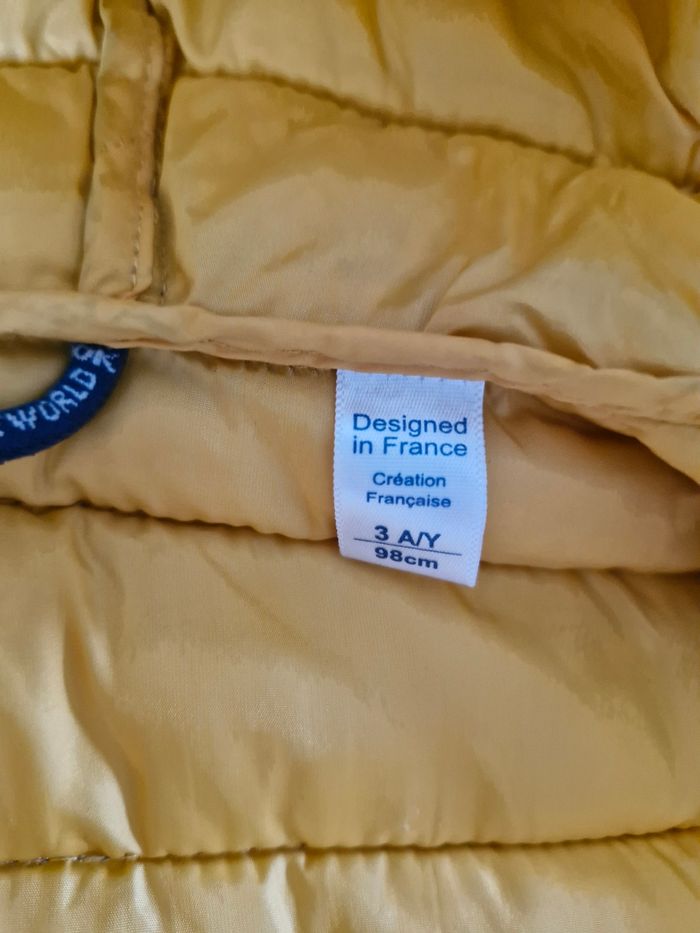 WORLD
Designed
in France
Création
Française
3 A/Y
98cm